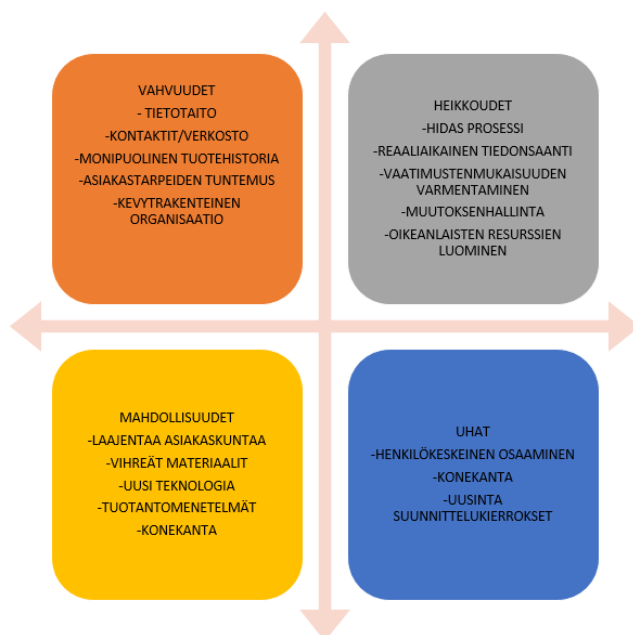 VAHVUUDET
- TIETOTAITO
-KONTAKTIT/VERKOSTO
-MONIPUOLINEN TUOTEHISTORIA
-ASIAKASTARPEIDEN TUNTEMUS
-KEVYTRAKENTEINEN
ORGANISAATIO
HEIKKOUDET
-HIDAS PROSESSI
-REAALIAIKAINEN TIEDONSAANTI
-VAATIMUSTENMUKAISUUDEN
VARMENTAMINEN
-MUUTOKSENHALLINTA
-OIKEANLAISTEN RESURSSIEN
LUOMINEN
MAHDOLLISUUDET
-LAAJENTAA ASIAKASKUNTAA
-VIHREÄT MATERIAALIT
-UUSI TEKNOLOGIA
-TUOTANTOMENETELMÄT
-KONEKANTA
UHAT
-HENKILÖKESKEINEN OSAAMINEN
-KONEKANTA
-UUSINTA
SUUNNITTELUKIERROKSET